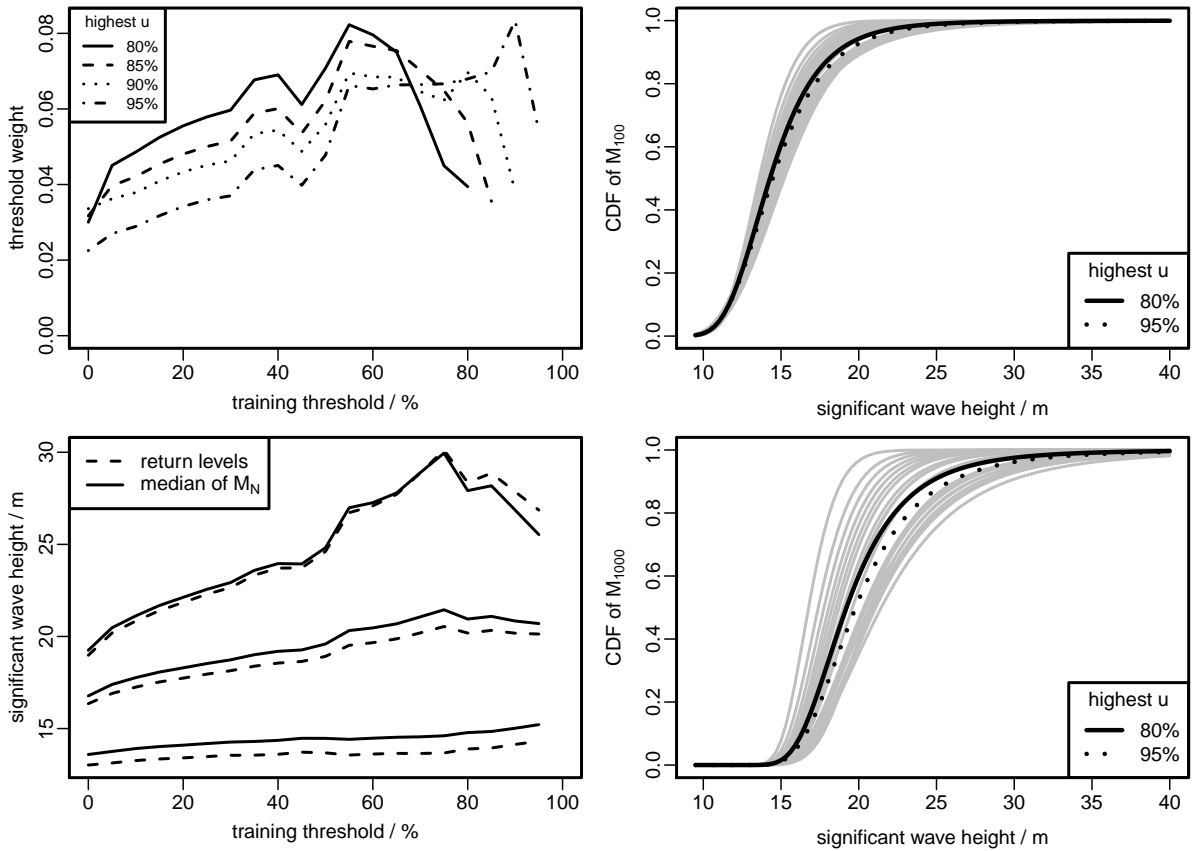 highest u
80%
85%
90%
95%
threshold weight
0.00
0.02
0.04
0.06
0.08
0 20 40 60 80 100
training threshold / %
CDF of M100
0.0
0.2
0.4
0.6
0.8
1.0
highest u
80%
95%
10 15 20 25 30 35 40
significant wave height / m
return levels
median of MN
significant wave height / m
15
20
25
30
0 20 40 60 80 100
training threshold / %
CDF of M1000
0.0
0.2
0.4
0.6
0.8
1.0
highest u
80%
95%
10 15 20 25 30 35 40
significant wave height / m